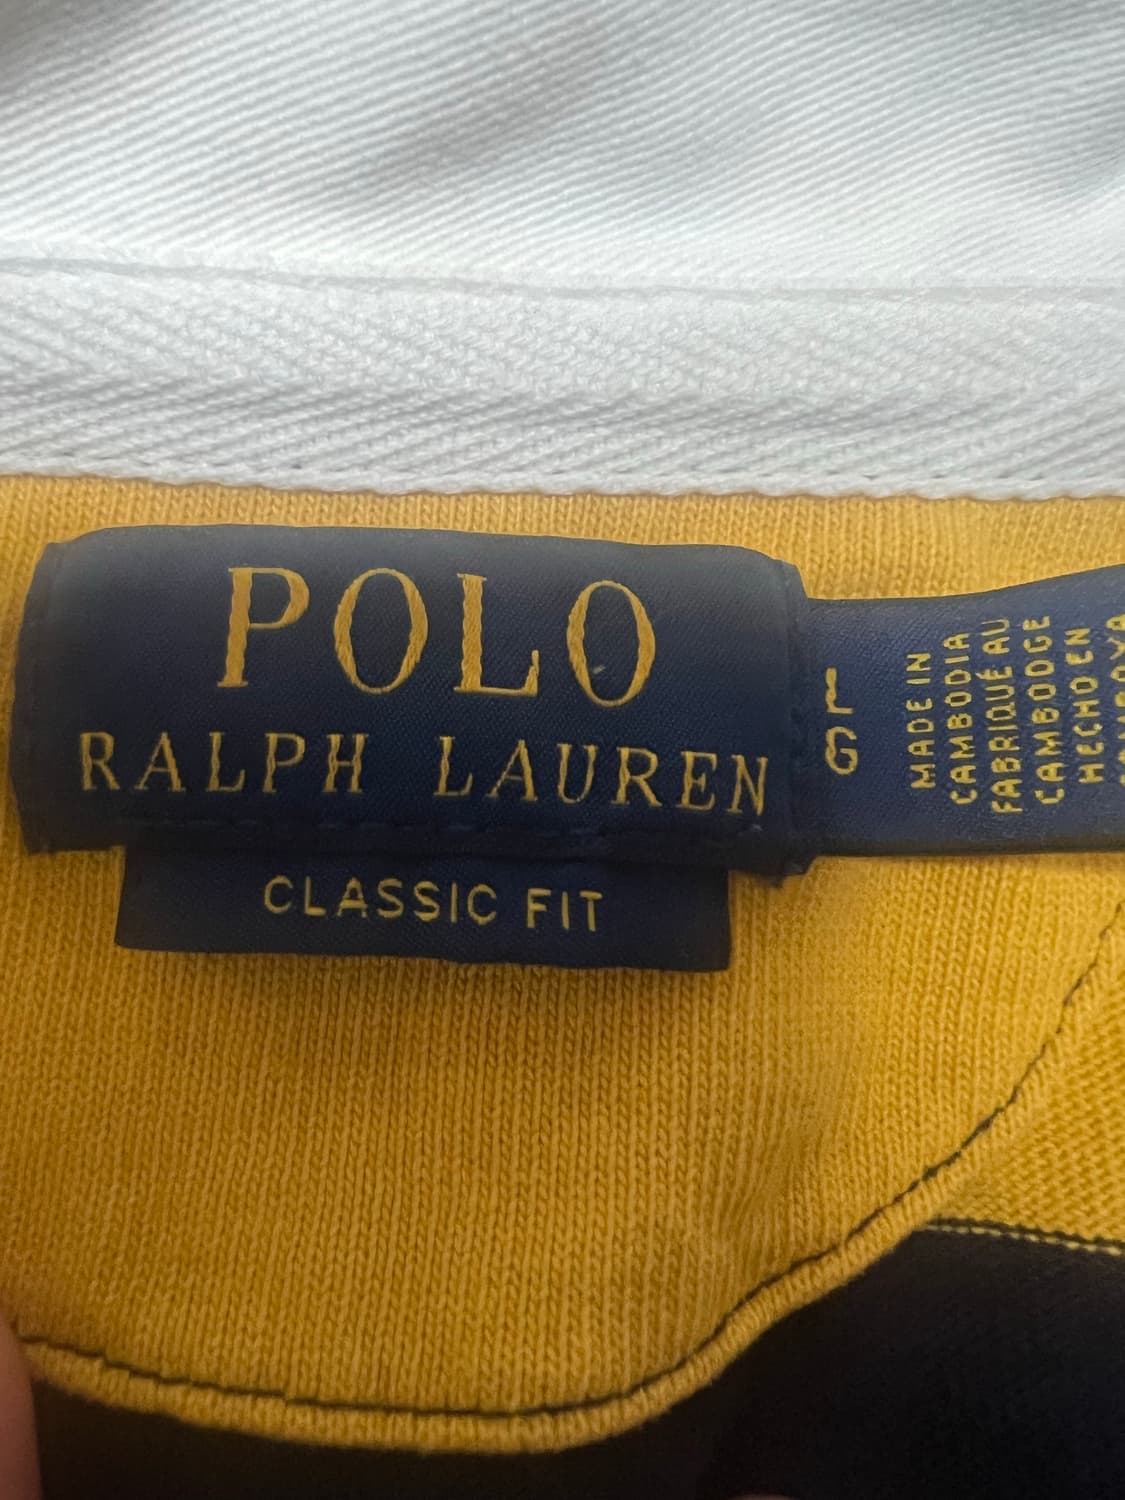 POLO
RALPH LAUREN
CLASSIC FIT
MADE IN
CAMBODIA
FABRIQUÉ AU
CAMBODGE
HECHO EN